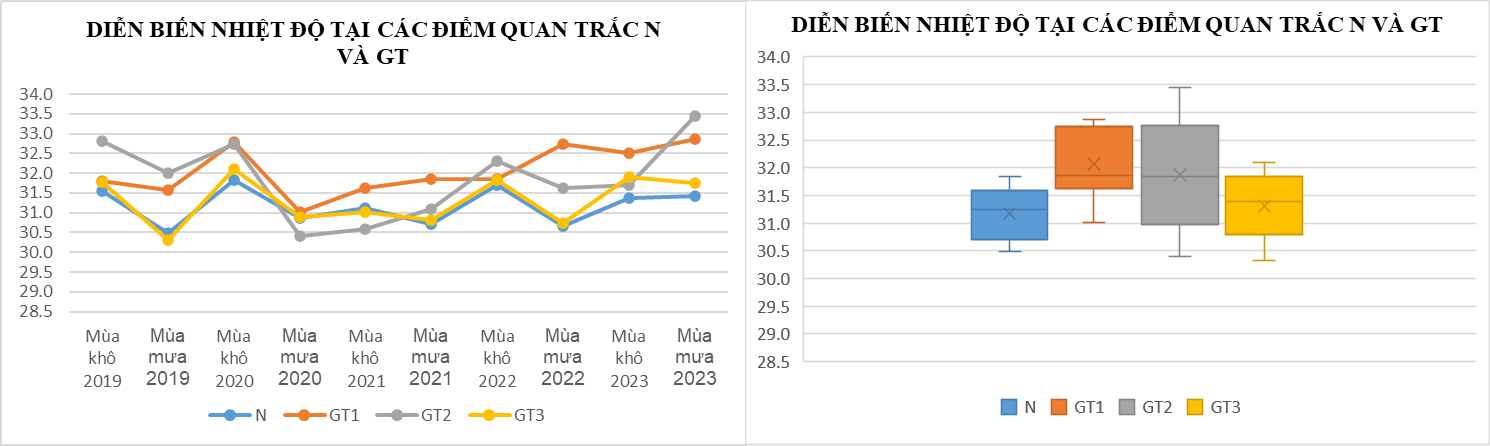 DIỄN BIẾN NHIỆT ĐỘ TẠI CÁC ĐIỂM QUAN TRẮC N
VÀ GT
34.0
33.5
33.0
32.5
32.0
31.5
31.0
30.5
30.0
29.5
29.0
28.5
Mùa khô 2019
Mùa mưa 2019
Mùa khô 2020
Mùa mưa 2020
Mùa khô 2021
Mùa mưa 2021
Mùa khô 2022
Mùa mưa 2022
Mùa khô 2023
Mùa mưa 2023
N GT1 GT2 GT3
DIỄN BIẾN NHIỆT ĐỘ TẠI CÁC ĐIỂM QUAN TRẮC N VÀ GT
34.0
33.5
33.0
32.5
32.0
31.5
31.0
30.5
30.0
29.5
29.0
28.5
N GT1 GT2 GT3